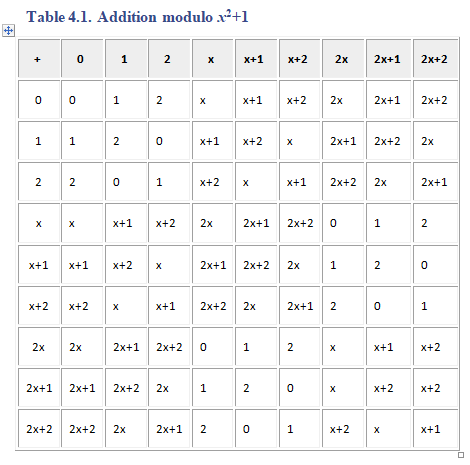 Table 4.1. Addition modulo x²+1
+ 0 1 2 x x+1 x+2 2x 2x+1 2x+2
0 0 1 2 x x+1 x+2 2x 2x+1 2x+2
1 1 2 0 x+1 x+2 x 2x+1 2x+2 2x
2 2 0 1 x+2 x x+1 2x+2 2x 2x+1
x x x+1 x+2 2x 2x+1 2x+2 0 1 2
x+1 x+1 x+2 x 2x+1 2x+2 2x 1 2 0
x+2 x+2 x x+1 2x+2 2x 2x+1 2 0 1
2x 2x 2x+1 2x+2 0 1 2 x x+1 x+2
2x+1 2x+1 2x+2 2x 1 2 0 x x+2 x+2
2x+2 2x+2 2x 2x+1 2 0 1 x+2 x x+1